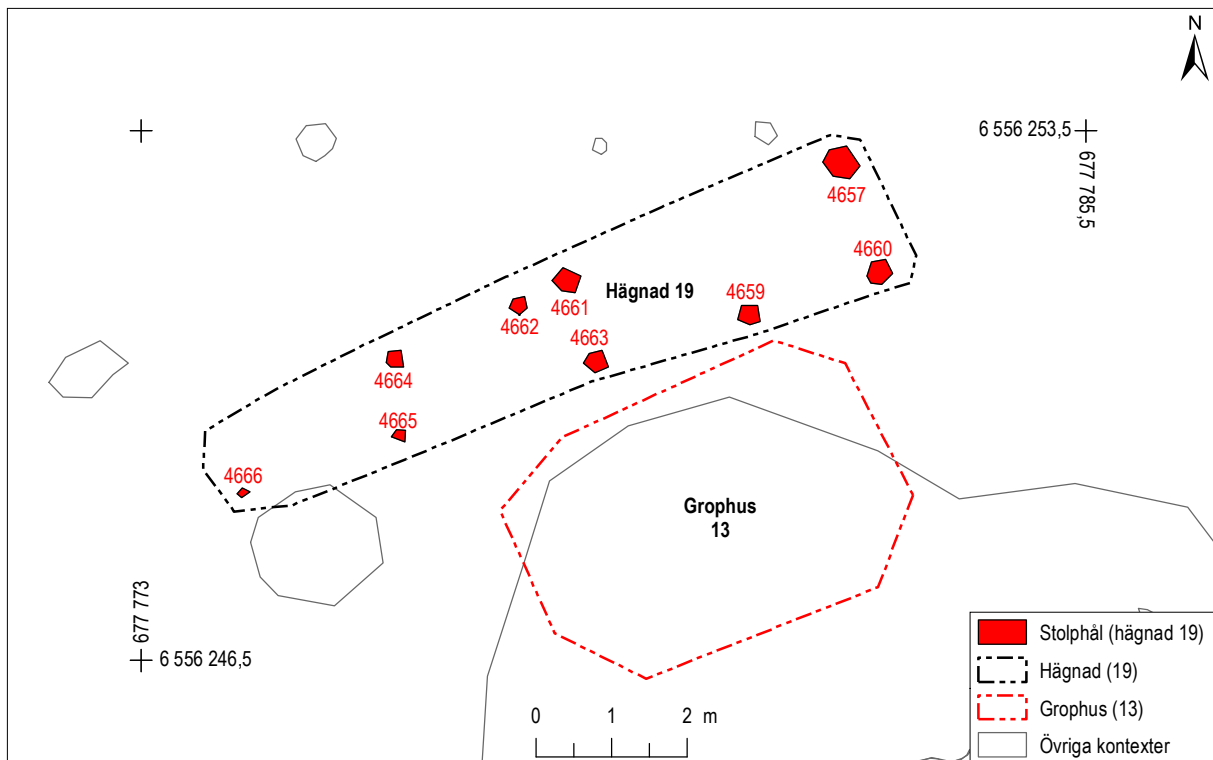 N
6 556 253,5
677 785,5
4657
4660
4661
Hägnad 19
4659
4662
4663
4664
4665
4666
Grophus
13
677 773
6 556 246,5
0 1 2 m
Stolphål (hägnad 19)
Hägnad (19)
Grophus (13)
Övriga kontexter